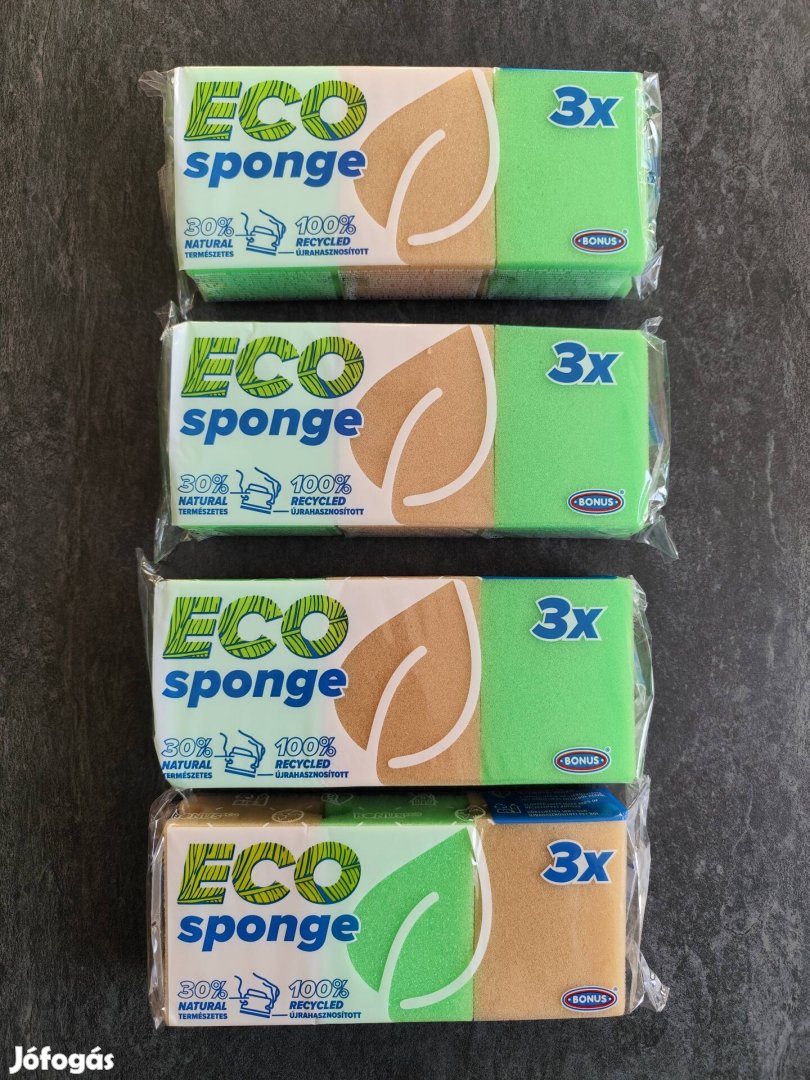 ECO
sponge
3x
30% 100%
NATURAL RECYCLED
TERMÉSZETES ÚJRAHASZNOSÍTOTT
BONUS
ECO
sponge
3x
30% 100%
NATURAL RECYCLED
TERMÉSZETES ÚJRAHASZNOSÍTOTT
BONUS
ECO
sponge
3x
30% 100%
NATURAL RECYCLED
TERMÉSZETES ÚJRAHASZNOSÍTOTT
BONUS
ECO
sponge
3x
30% 100%
NATURAL RECYCLED
TERMÉSZETES ÚJRAHASZNOSÍTOTT
BONUS
Jófogás